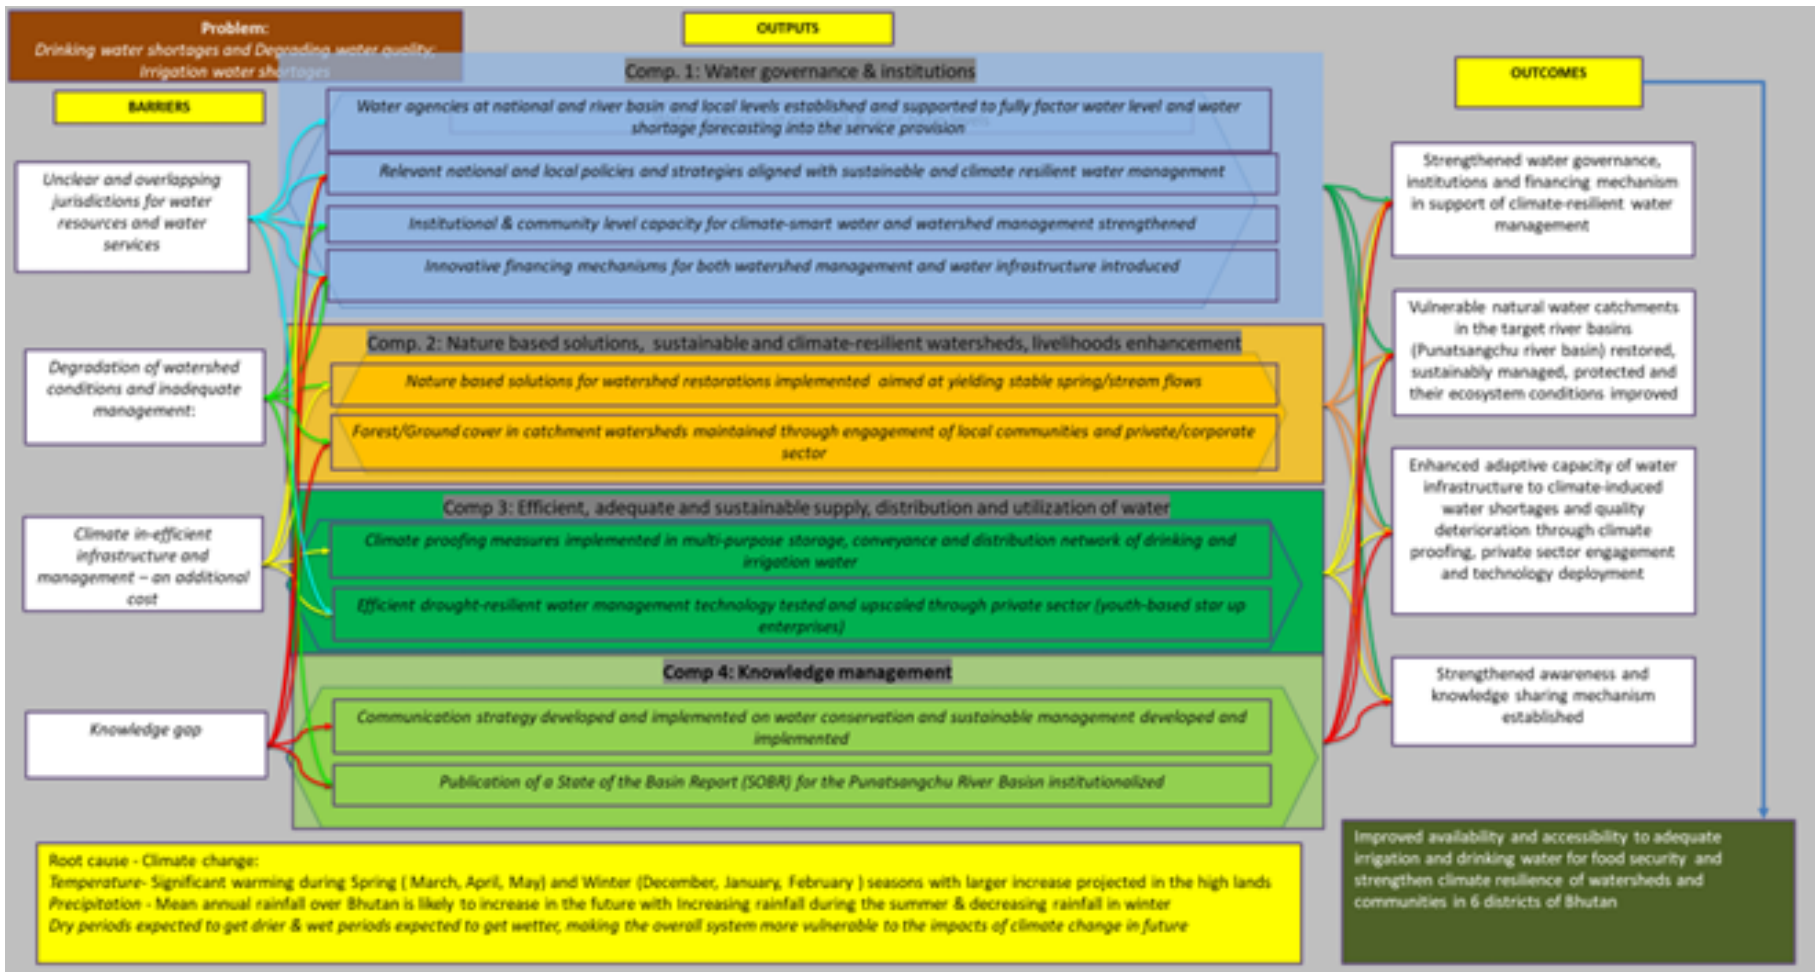 Problem:
Drinking water shortages and Degrading water quality;
Irrigation water shortages
BARRIERS
Unclear and overlapping
jurisdictions for water
resources and water
services
Degradation of watershed
conditions and inadequate
management:
Climate in-efficient
infrastructure and
management – an additional
cost
Knowledge gap
OUTPUTS
Comp. 1: Water governance & institutions
Water agencies at national and river basin and local levels established and supported to fully factor water level and water
shortage forecasting into the service provision
Relevant national and local policies and strategies aligned with sustainable and climate resilient water management
Institutional & community level capacity for climate-smart water and watershed management strengthened
Innovative financing mechanisms for both watershed management and water infrastructure introduced
Comp. 2: Nature based solutions, sustainable and climate-resilient watersheds, livelihoods enhancement
Nature based solutions for watershed restorations implemented aimed at yielding stable spring/stream flows
Forest/Ground cover in catchment watersheds maintained through engagement of local communities and private/corporate
sector
Comp 3: Efficient, adequate and sustainable supply, distribution and utilization of water
Climate proofing measures implemented in multi-purpose storage, conveyance and distribution network of drinking and
irrigation water
Efficient drought-resilient water management technology tested and upscaled through private sector (youth-based star up
enterprises)
Comp 4: Knowledge management
Communication strategy developed and implemented on water conservation and sustainable management developed and
implemented
Publication of a State of the Basin Report (SOBR) for the Punatsangchu River Basisn institutionalized
OUTCOMES
Strengthened water governance,
institutions and financing mechanism
in support of climate-resilient water
management
Vulnerable natural water catchments
in the target river basins
(Punatsangchu river basin) restored,
sustainably managed, protected and
their ecosystem conditions improved
Enhanced adaptive capacity of water
infrastructure to climate-induced
water shortages and quality
deterioration through climate
proofing, private sector engagement
and technology deployment
Strengthened awareness and
knowledge sharing mechanism
established
Root cause - Climate change:
Temperature- Significant warming during Spring ( March, April, May) and Winter (December, January, February ) seasons with larger increase projected in the high lands
Precipitation - Mean annual rainfall over Bhutan is likely to increase in the future with Increasing rainfall during the summer & decreasing rainfall in winter
Dry periods expected to get drier & wet periods expected to get wetter, making the overall system more vulnerable to the impacts of climate change in future
Improved availability and accessibility to adequate
irrigation and drinking water for food security and
strengthen climate resilience of watersheds and
communities in 6 districts of Bhutan